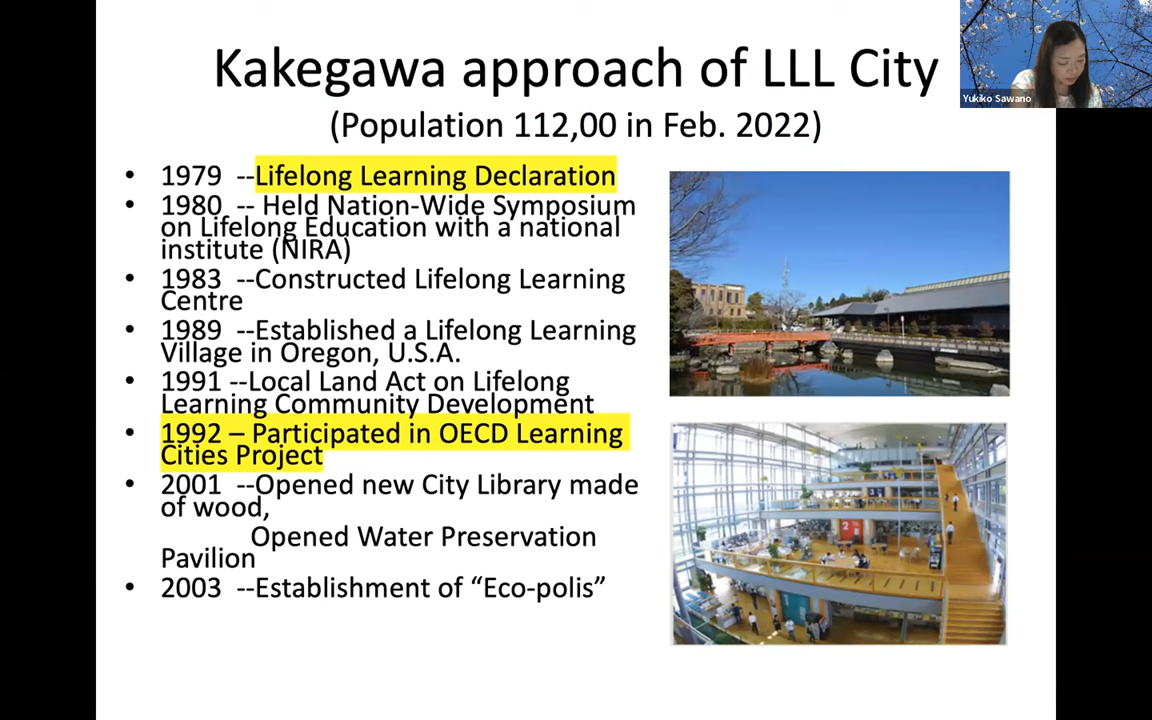 Kakegawa approach of LLL City
(Population 112,00 in Feb. 2022)
Yukiko Sawano
• 1979 --Lifelong Learning Declaration
• 1980 -- Held Nation-Wide Symposium
on Lifelong Education with a national
institute (NIRA)
• 1983 --Constructed Lifelong Learning
Centre
• 1989 --Established a Lifelong Learning
Village in Oregon, U.S.A.
• 1991 --Local Land Act on Lifelong
Learning Community Development
• 1992 – Participated in OECD Learning
Cities Project
• 2001 --Opened new City Library made
of wood,
Opened Water Preservation
Pavilion
• 2003 --Establishment of “Eco-polis”
2